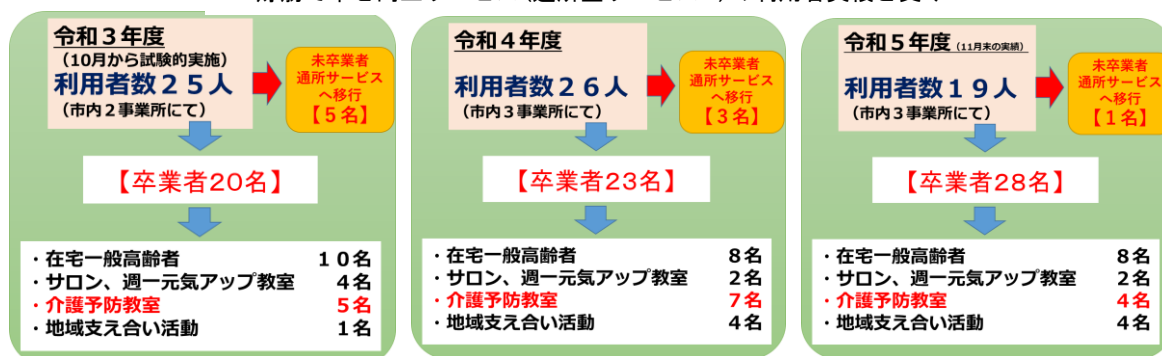 令和３年度
(10月から試験的実施)
利用者数２５人
(市内２事業所にて)
未卒業者
通所サービス
へ移行
【５名】
【卒業者20名】
・在宅一般高齢者 １０名
・サロン、週一元気アップ教室 ４名
・介護予防教室 ５名
・地域支え合い活動 １名
令和４年度
利用者数２６人
(市内３事業所にて)
未卒業者
通所サービス
へ移行
【３名】
【卒業者23名】
・在宅一般高齢者 ８名
・サロン、週一元気アップ教室 ２名
・介護予防教室 ７名
・地域支え合い活動 ４名
令和５年度 (11月末の実績)
利用者数１９人
(市内３事業所にて)
未卒業者
通所サービス
へ移行
【１名】
【卒業者28名】
・在宅一般高齢者 ８名
・サロン、週一元気アップ教室 ２名
・介護予防教室 ４名
・地域支え合い活動 ４名